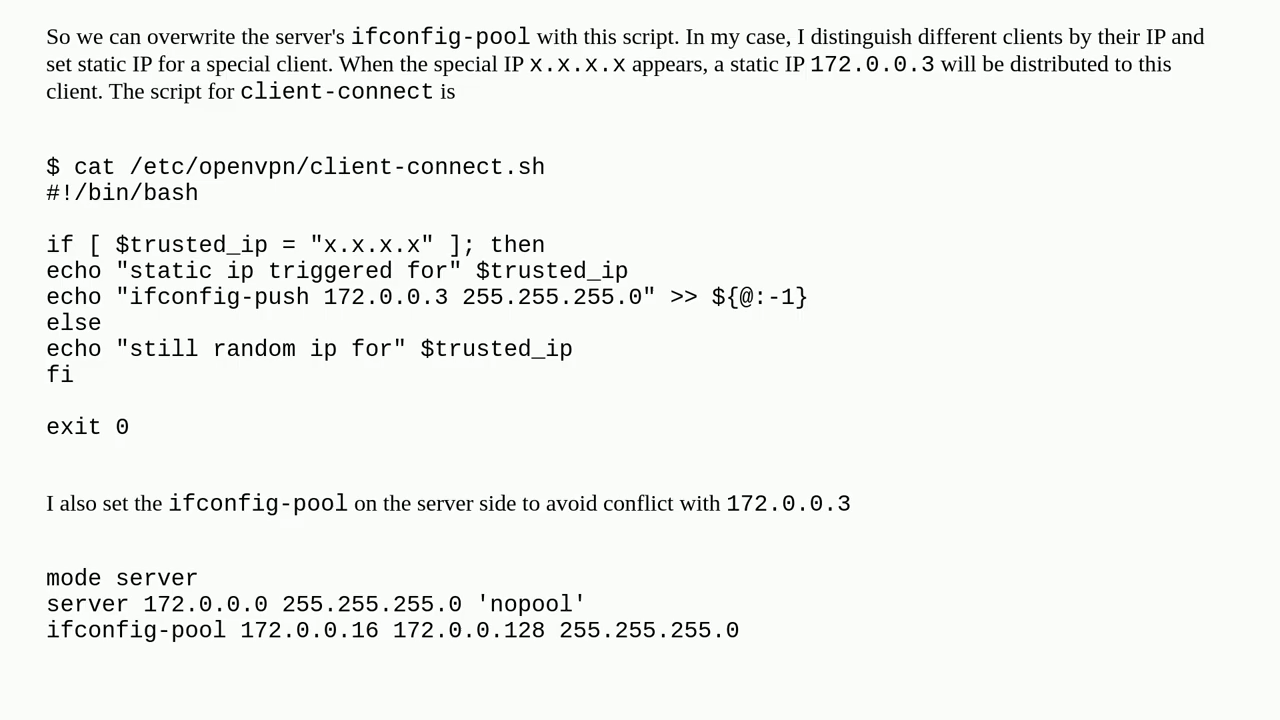 So we can overwrite the server's ifconfig-pool with this script. In my case, I distinguish different clients by their IP and
set static IP for a special client. When the special IP x.x.x.x appears, a static IP 172.0.0.3 will be distributed to this
client. The script for client-connect is
$ cat /etc/openvpn/client-connect.sh
#!/bin/bash
if [ $trusted_ip = "x.x.x.x" ]; then
echo "static ip triggered for" $trusted_ip
echo "ifconfig-push 172.0.0.3 255.255.255.0" >> ${@:-1}
else
echo "still random ip for" $trusted_ip
fi
exit 0
I also set the ifconfig-pool on the server side to avoid conflict with 172.0.0.3
mode server
server 172.0.0.0 255.255.255.0 'nopool'
ifconfig-pool 172.0.0.16 172.0.0.128 255.255.255.0